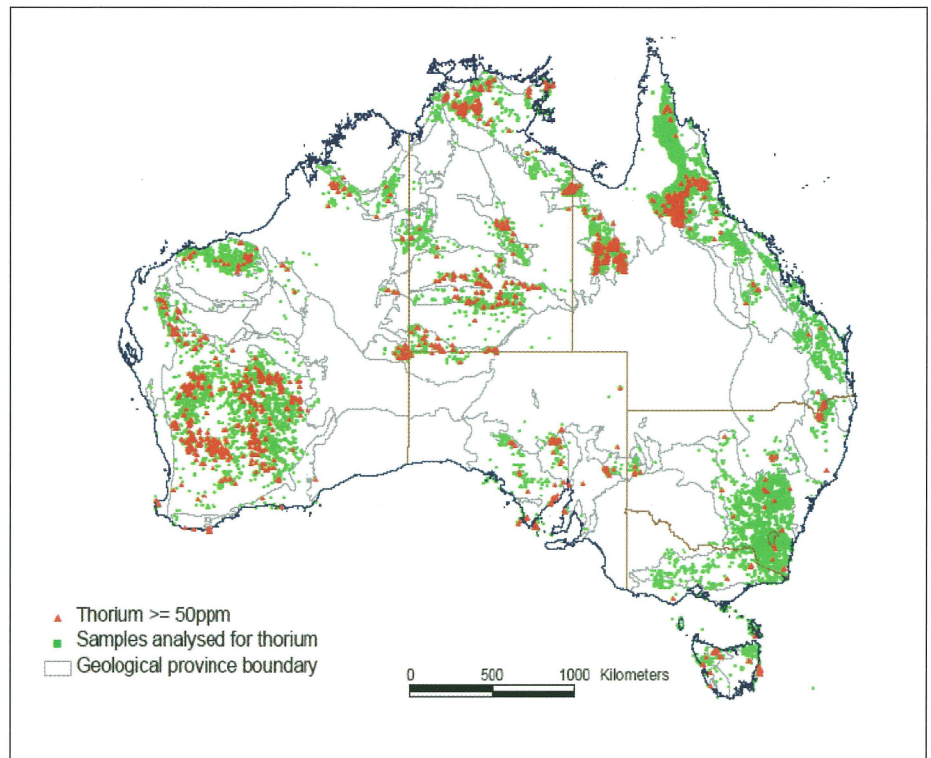 Thorium >= 50ppm
Samples analysed for thorium
Geological province boundary
0 500 1000 Kilometers